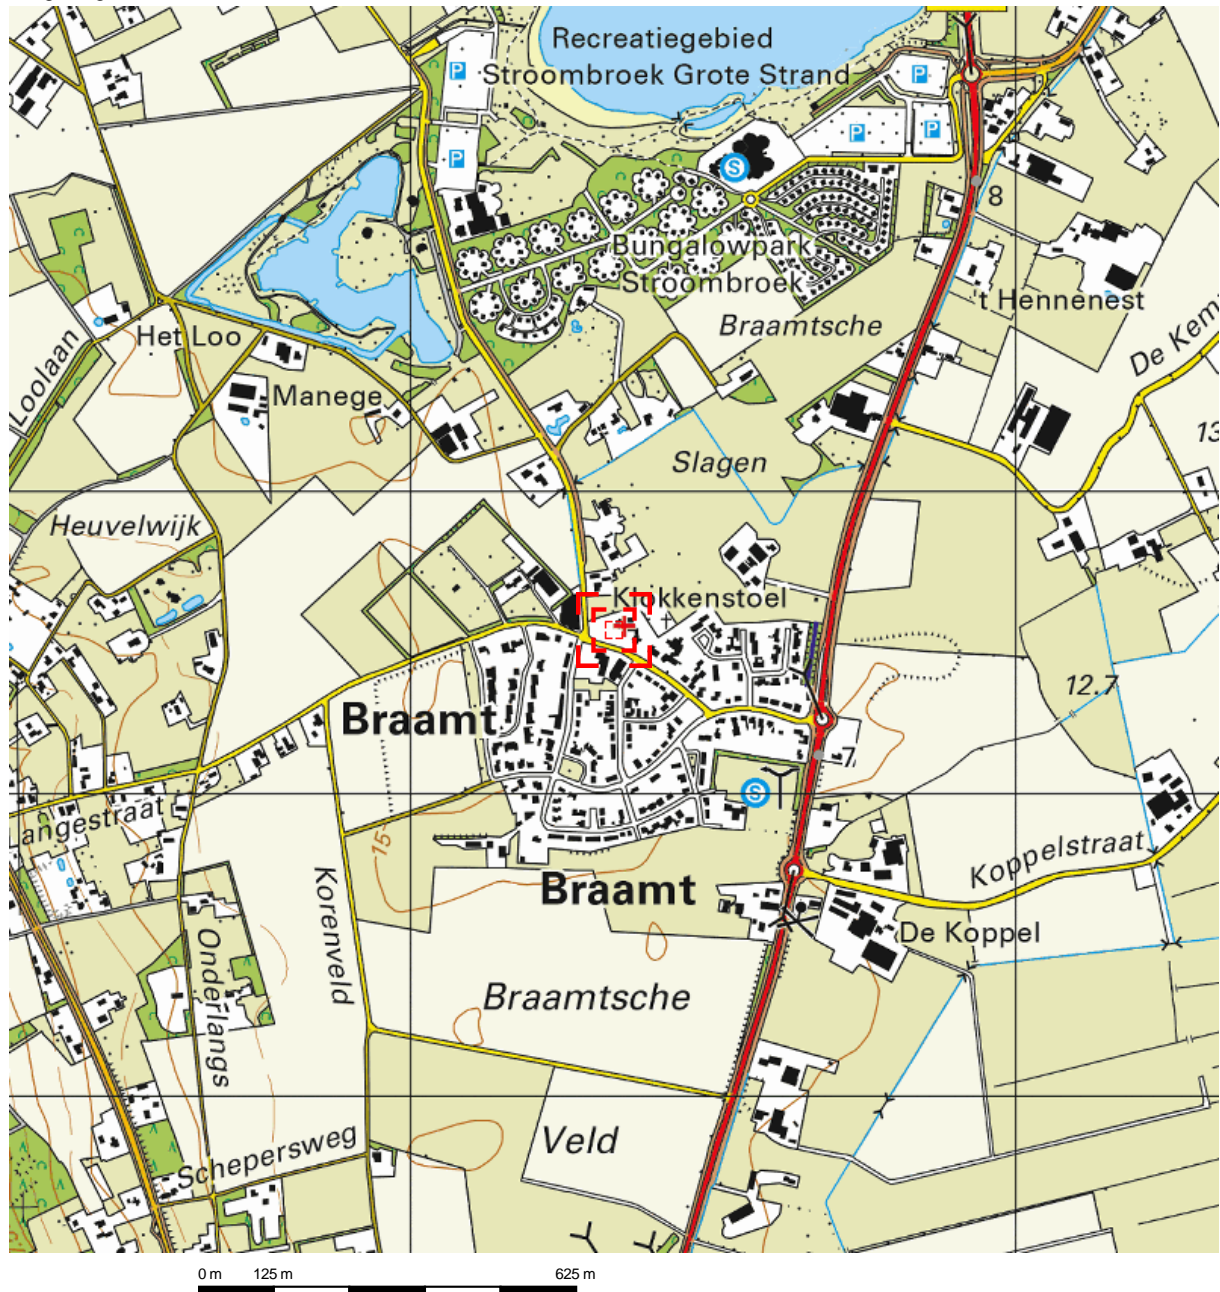 Recreatiegebied
Stroombroek Grote Strand
P
P
P
P
P
S
8
Bungalowpark
Stroombroek
't Hennenest
Braamtsche
Het Loo
Loolaan
Manege
De Kem
13
Slagen
Heuvelwijk
Klokkenstoel
12.7
Braamt
7
S
angestraat
15
Koppelstraat
Braamt
Korenveld
Onderlangs
De Koppel
Braamtsche
Veld
Schepersweg
0 m 125 m 625 m